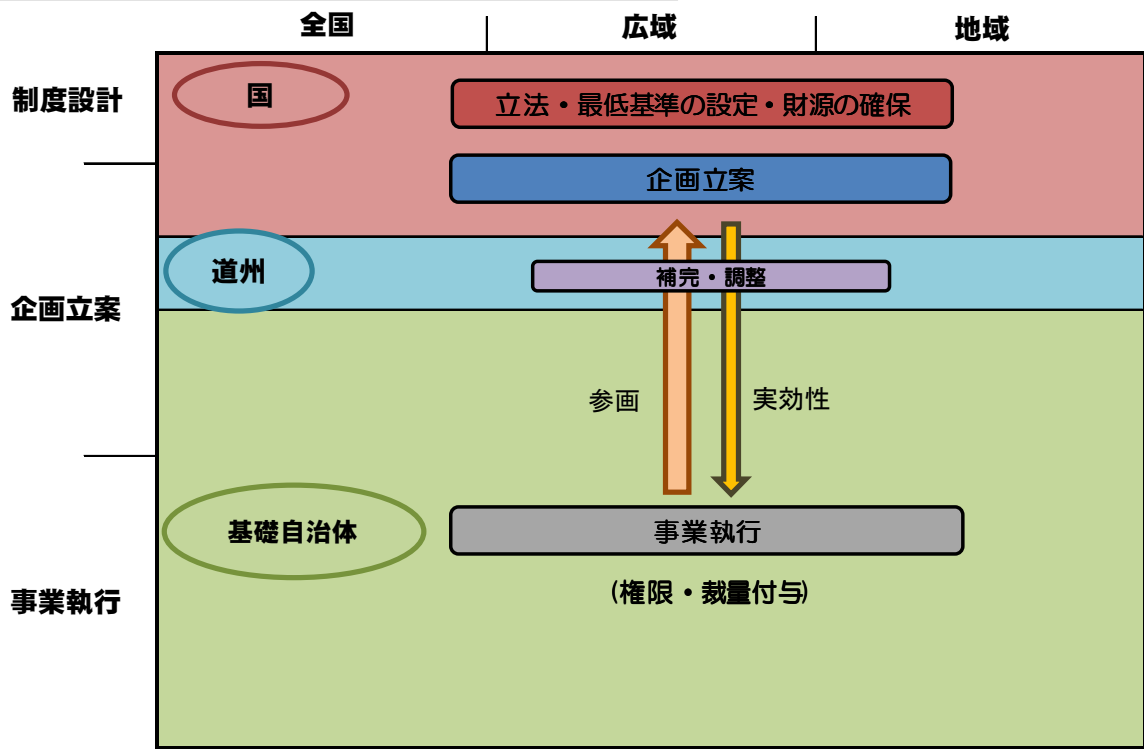 全国
広域
地域
制度設計
国
立法・最低基準の設定・財源の確保
企画立案
道州
補完・調整
企画立案
参画
実効性
基礎自治体
事業執行
(権限・裁量付与)
事業執行